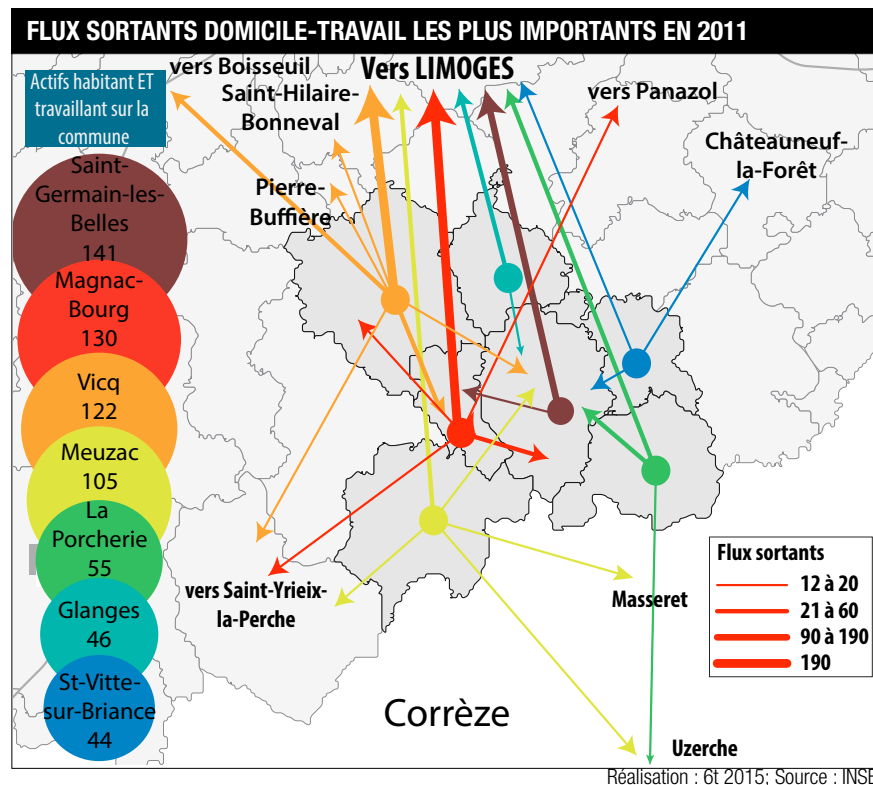 FLUX SORTANTS DOMICILE-TRAVAIL LES PLUS IMPORTANTS EN 2011
Actifs habitant ET
travaillant sur la
commune
vers Boisseuil
Saint-Hilaire-
Bonneval
Vers LIMOGES
vers Panazol
Châteauneuf-
la-Forêt
Pierre-
Buffière
Saint-
Germain-les-
Belles
141
Magnac-
Bourg
130
Vicq
122
Meuzac
105
La
Porcherie
55
Glanges
46
St-Vitte-
sur-Briance
44
vers Saint-Yrieix-
la-Perche
Masseret
Uzerche
Corrèze
Flux sortants
12 à 20
21 à 60
90 à 190
190
Réalisation : 6t 2015; Source : INSE